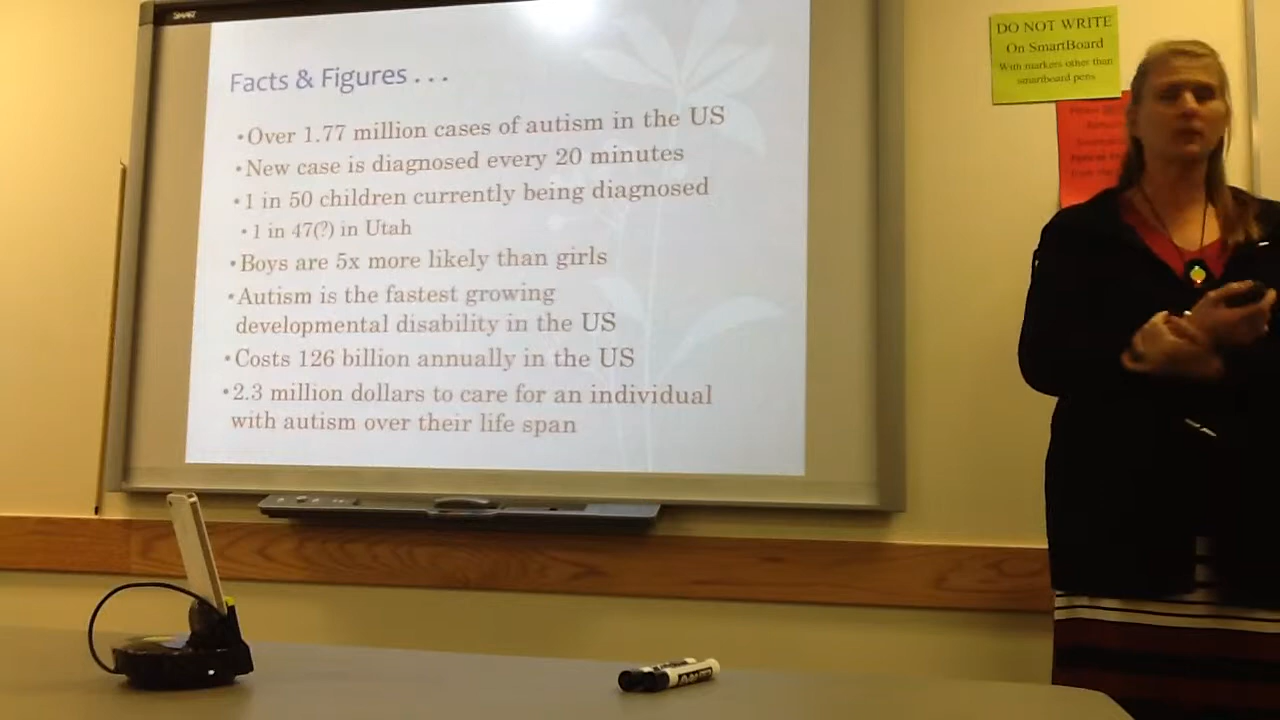 SMART
Facts & Figures . . .
•Over 1.77 million cases of autism in the US
•New case is diagnosed every 20 minutes
•1 in 50 children currently being diagnosed
•1 in 47(?) in Utah
•Boys are 5x more likely than girls
•Autism is the fastest growing
developmental disability in the US
•Costs 126 billion annually in the US
•2.3 million dollars to care for an individual
with autism over their life span
DO NOT WRITE
On SmartBoard
With markers other than
smartboard pens